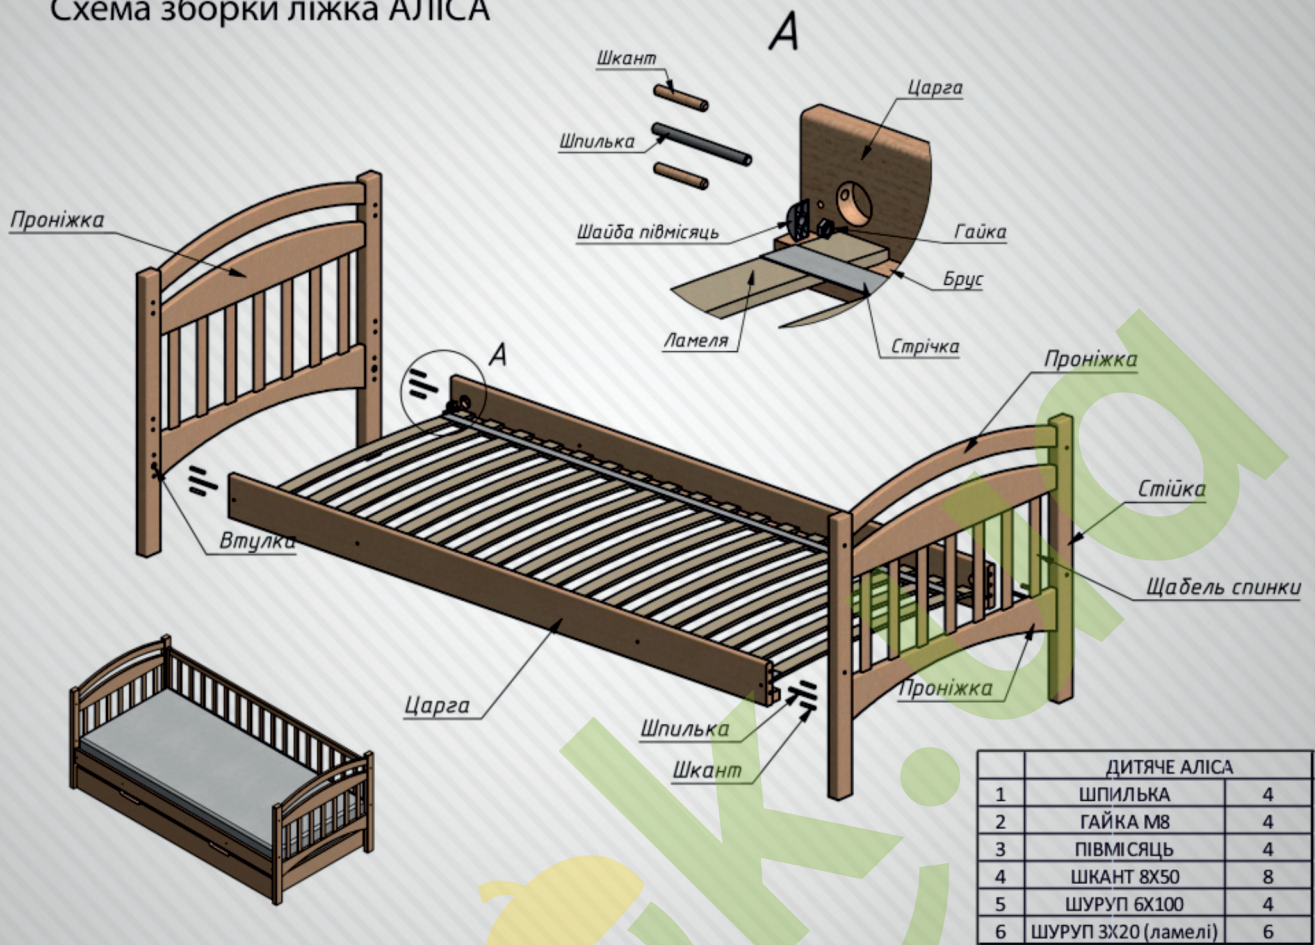 Схема зборки ліжка АЛІСА
А
Шкант
Царга
Шпилька
Проніжка
Шайба півмісяць
Гайка
Брус
Ламеля
Стрічка
А
Проніжка
Стійка
Втулка
Щабель спинки
Проніжка
Царга
Шпилька
Шкант
ДИТЯЧЕ АЛІСА
1 ШПИЛЬКА 4
2 ГАЙКА М8 4
3 ПІВМІСЯЦЬ 4
4 ШКАНТ 8Х50 8
5 ШУРУП 6Х100 4
6 ШУРУП 3Х20 (ламелі) 6